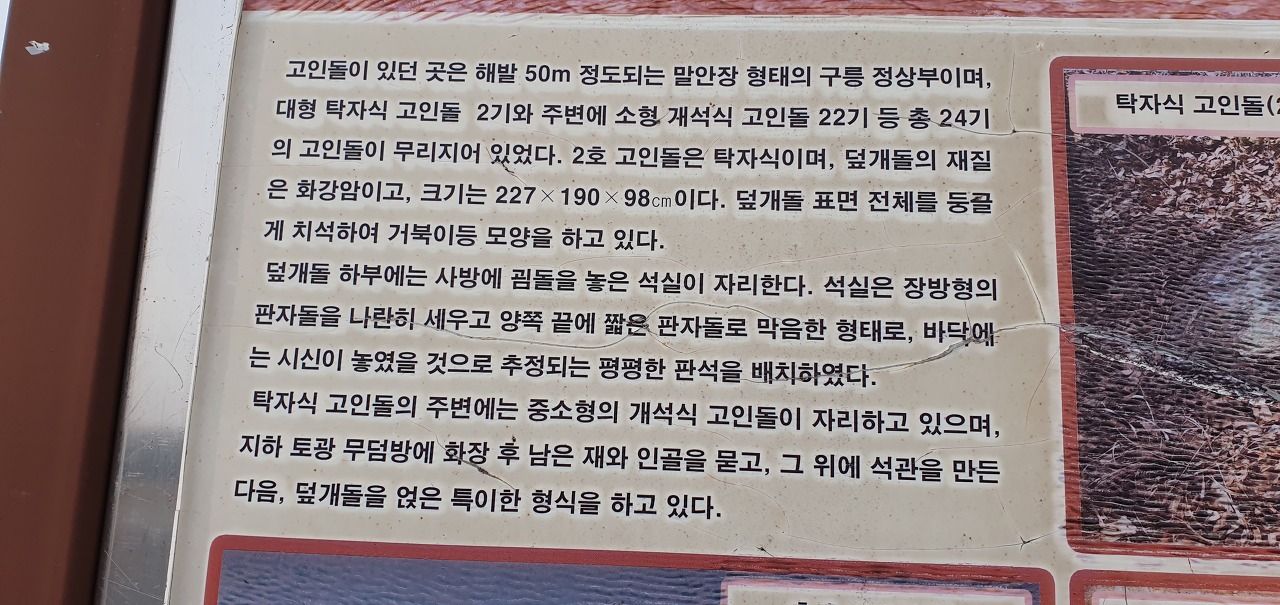 고인돌이 있던 곳은 해발 50m 정도되는 말안장 형태의 구릉 정상부이며,
대형 탁자식 고인돌 2기와 주변에 소형 개석식 고인돌 22기 등 총 24기
의 고인돌이 무리지어 있었다. 2호 고인돌은 탁자식이며, 덮개돌의 재질
은 화강암이고, 크기는 227×190×98㎝이다. 덮개돌 표면 전체를 둥글
게 치석하여 거북이등 모양을 하고 있다.
덮개돌 하부에는 사방에 굄돌을 놓은 석실이 자리한다. 석실은 장방형의
판자돌을 나란히 세우고 양쪽 끝에 짧은 판자돌로 막음한 형태로, 바닥에
는 시신이 놓였을 것으로 추정되는 평평한 판석을 배치하였다.
탁자식 고인돌의 주변에는 중소형의 개석식 고인돌이 자리하고 있으며,
지하 토광 무덤방에 화장 후 남은 재와 인골을 묻고, 그 위에 석관을 만든
다음, 덮개돌을 얹은 특이한 형식을 하고 있다.
탁자식 고인돌(